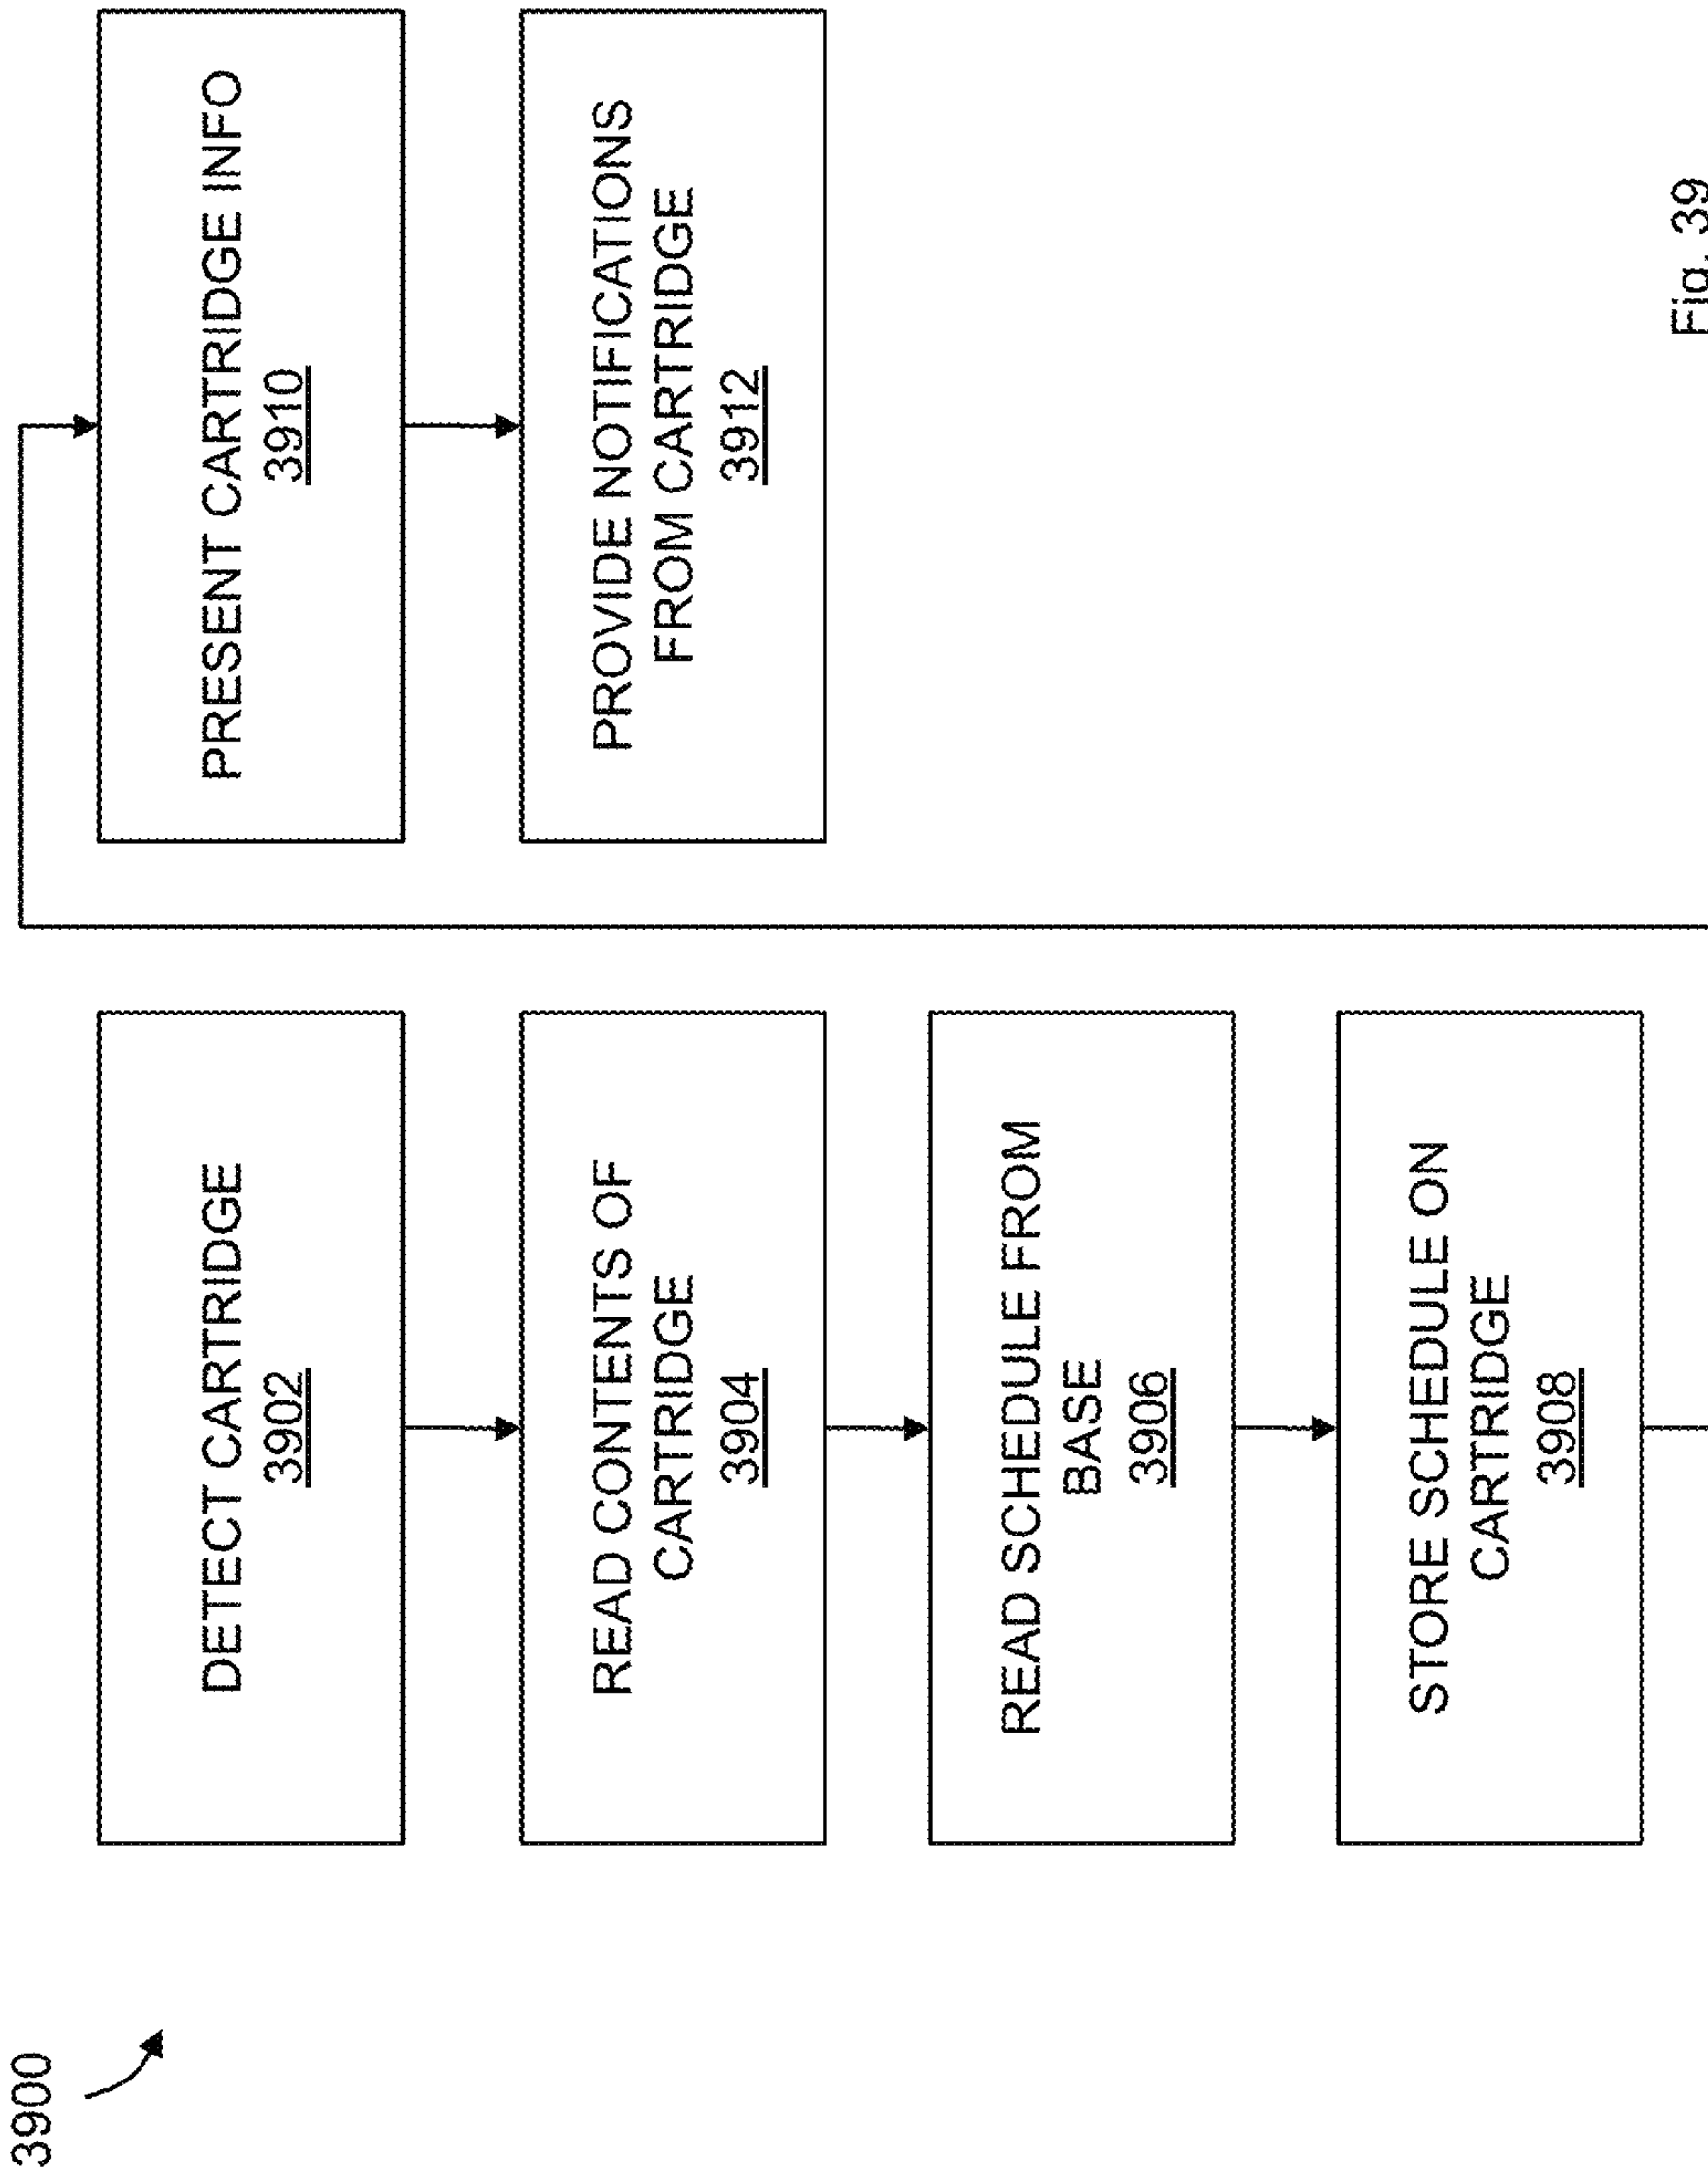 3900
DETECT CARTRIDGE
3902
READ CONTENTS OF
CARTRIDGE
3904
READ SCHEDULE FROM
BASE
3906
STORE SCHEDULE ON
CARTRIDGE
3908
PRESENT CARTRIDGE INFO
3910
PROVIDE NOTIFICATIONS
FROM CARTRIDGE
3912
Fig. 39